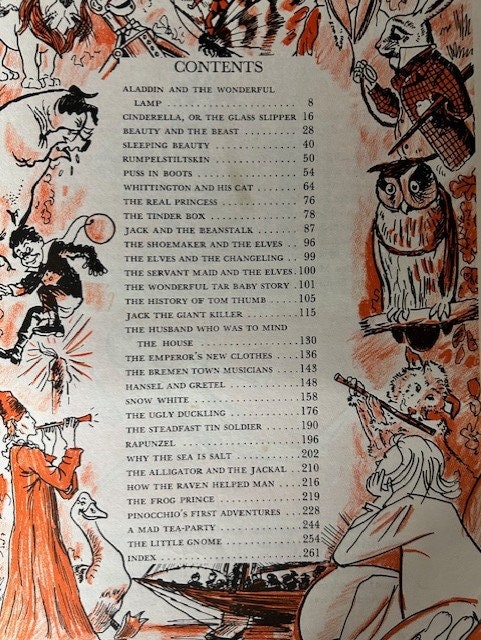 CONTENTS
ALADDIN AND THE WONDERFUL
LAMP . . . . . . . . . . . . . . . . . . . . . . . 8
CINDERELLA, OR THE GLASS SLIPPER 16
BEAUTY AND THE BEAST . . . . . . . . . . . 28
SLEEPING BEAUTY . . . . . . . . . . . . . . . 40
RUMPELSTILTSKIN . . . . . . . . . . . . . . . 50
PUSS IN BOOTS . . . . . . . . . . . . . . . . . 54
WHITTINGTON AND HIS CAT . . . . . . . . 64
THE REAL PRINCESS . . . . . . . . . . . . . 76
THE TINDER BOX . . . . . . . . . . . . . . . 78
JACK AND THE BEANSTALK . . . . . . . . 87
THE SHOEMAKER AND THE ELVES . . 96
THE ELVES AND THE CHANGELING . . 99
THE SERVANT MAID AND THE ELVES . 100
THE WONDERFUL TAR BABY STORY . 101
THE HISTORY OF TOM THUMB . . . . . 105
JACK THE GIANT KILLER . . . . . . . . . 115
THE HUSBAND WHO WAS TO MIND
THE HOUSE . . . . . . . . . . . . . . . . . 130
THE EMPEROR'S NEW CLOTHES . . . . 136
THE BREMEN TOWN MUSICIANS . . . . 143
HANSEL AND GRETEL . . . . . . . . . . . . 148
SNOW WHITE . . . . . . . . . . . . . . . . . . 158
THE UGLY DUCKLING . . . . . . . . . . . . 176
THE STEADFAST TIN SOLDIER . . . . . . 190
RAPUNZEL . . . . . . . . . . . . . . . . . . . . 196
WHY THE SEA IS SALT . . . . . . . . . . . 202
THE ALLIGATOR AND THE JACKAL . . 210
HOW THE RAVEN HELPED MAN . . . . . 216
THE FROG PRINCE . . . . . . . . . . . . . . 219
PINOCCHIO'S FIRST ADVENTURES . . . 228
A MAD TEA-PARTY . . . . . . . . . . . . . . 244
THE LITTLE GNOME . . . . . . . . . . . . . 254
INDEX . . . . . . . . . . . . . . . . . . . . . . . 261